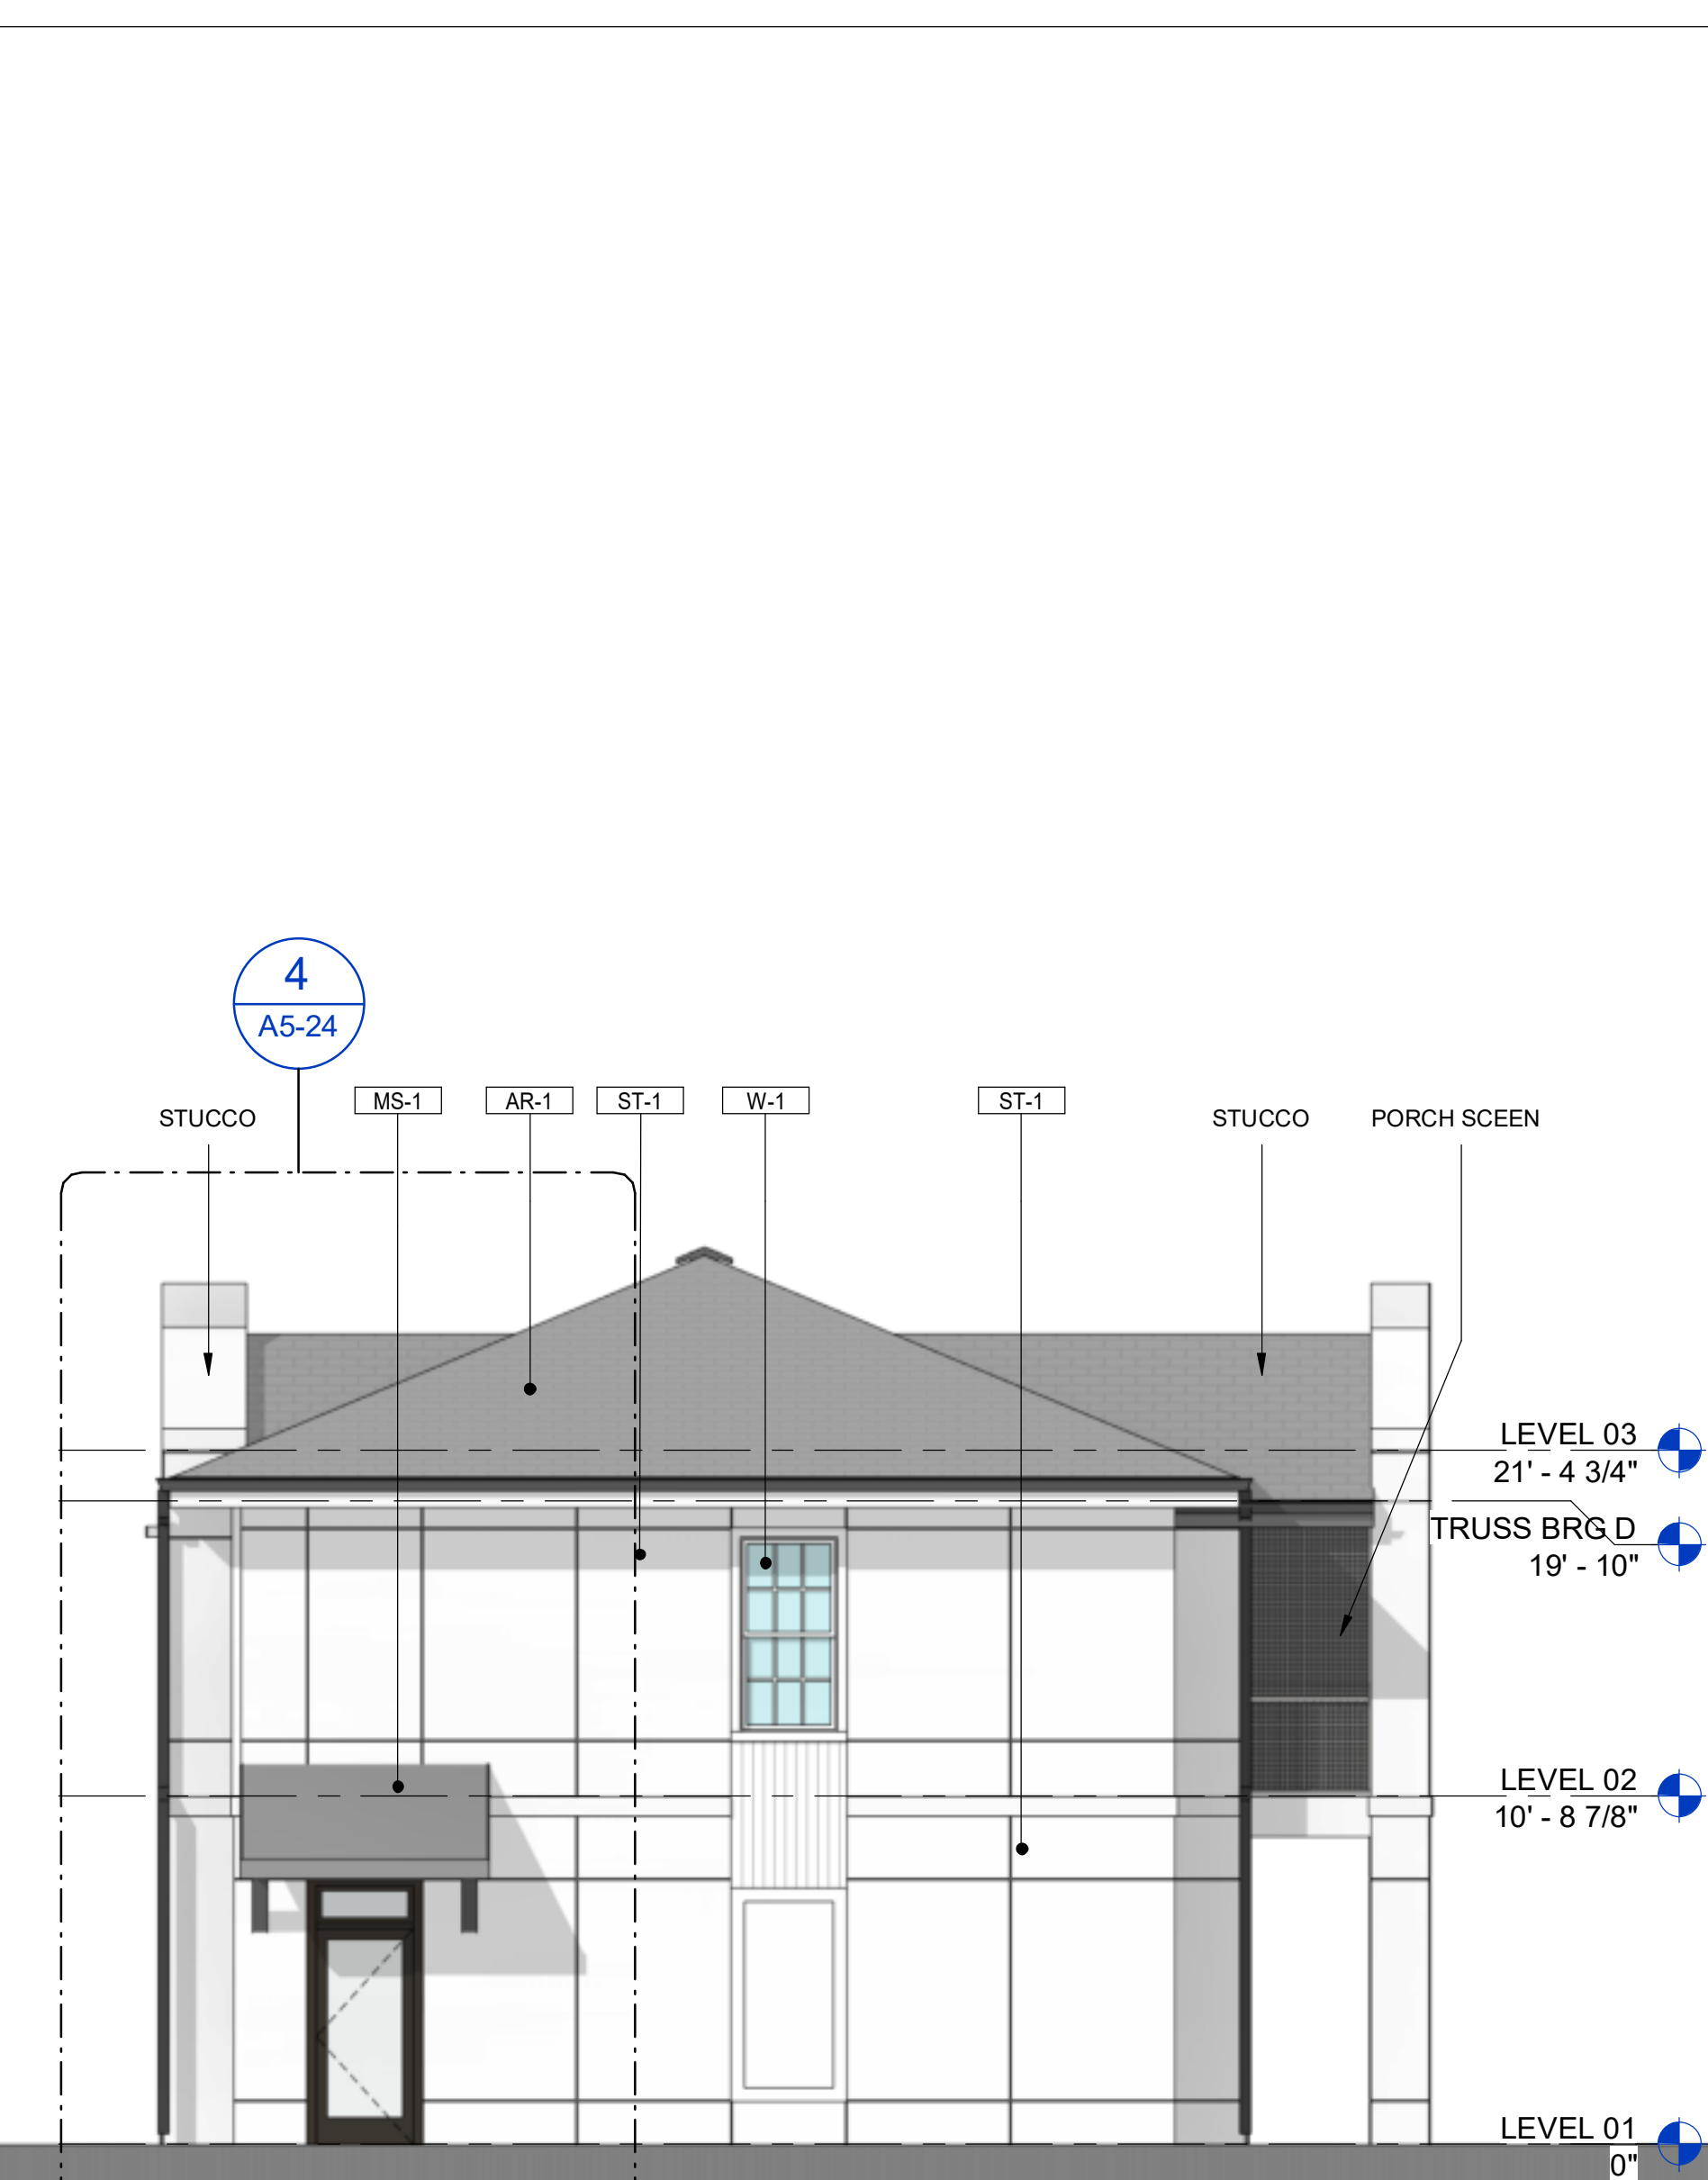 4
A5-24
MS-1
AR-1
ST-1
W-1
ST-1
STUCCO
STUCCO
PORCH SCEEN
LEVEL 03
21' - 4 3/4"
TRUSS BRG D
19' - 10"
LEVEL 02
10' - 8 7/8"
LEVEL 01
0"